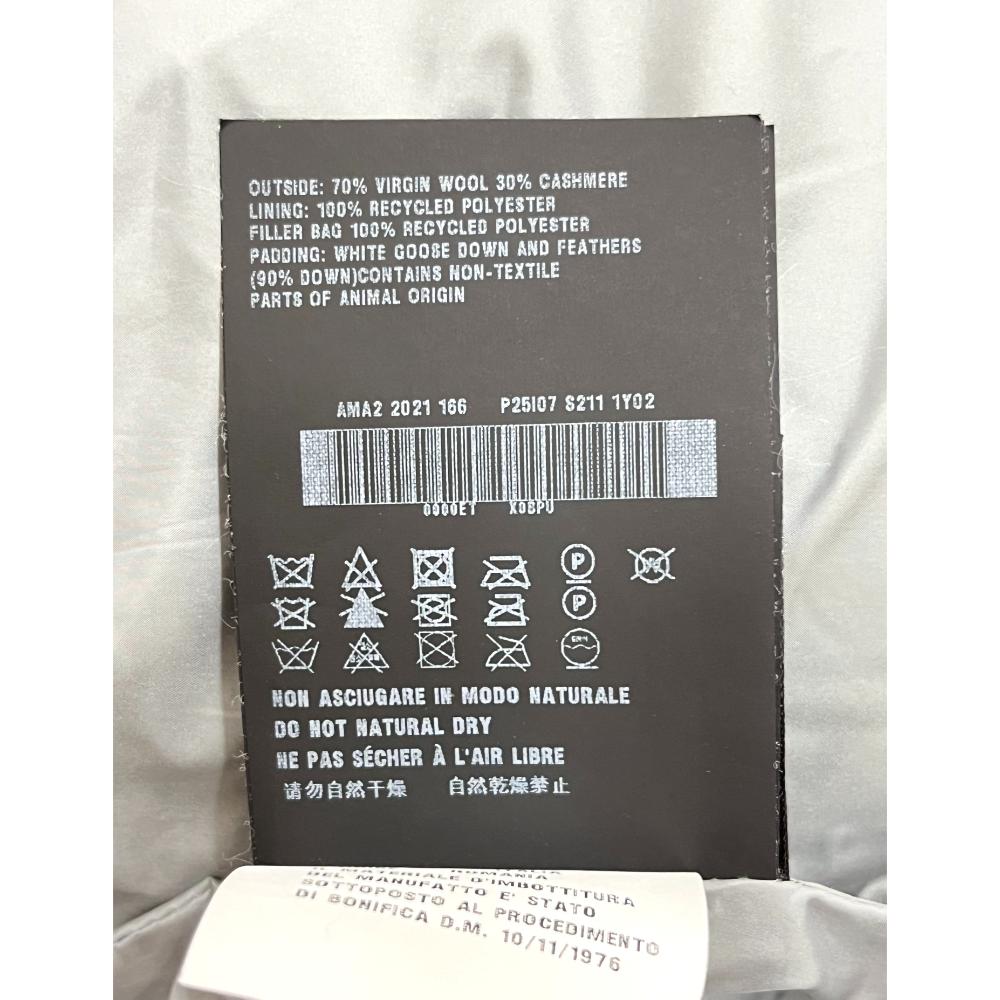 OUTSIDE: 70% VIRGIN WOOL 30% CASHMERE
LINING: 100% RECYCLED POLYESTER
FILLER BAG 100% RECYCLED POLYESTER
PADDING: WHITE GOOSE DOWN AND FEATHERS
(90% DOWN)CONTAINS NON-TEXTILE
PARTS OF ANIMAL ORIGIN
AMA2 2021 166 P25I07 S211 1Y02
0000ET X0BPU
P
P
NON ASCIUGARE IN MODO NATURALE
DO NOT NATURAL DRY
NE PAS SÉCHER À L'AIR LIBRE
请勿自然干燥 自然乾燥禁止
ROMANIA
MATERIALE D'IMBOTTITURA
DEL MANUFATTO E' STATO
SOTTOPOSTO AL PROCEDIMENTO
DI BONIFICA D.M. 10/11/1976